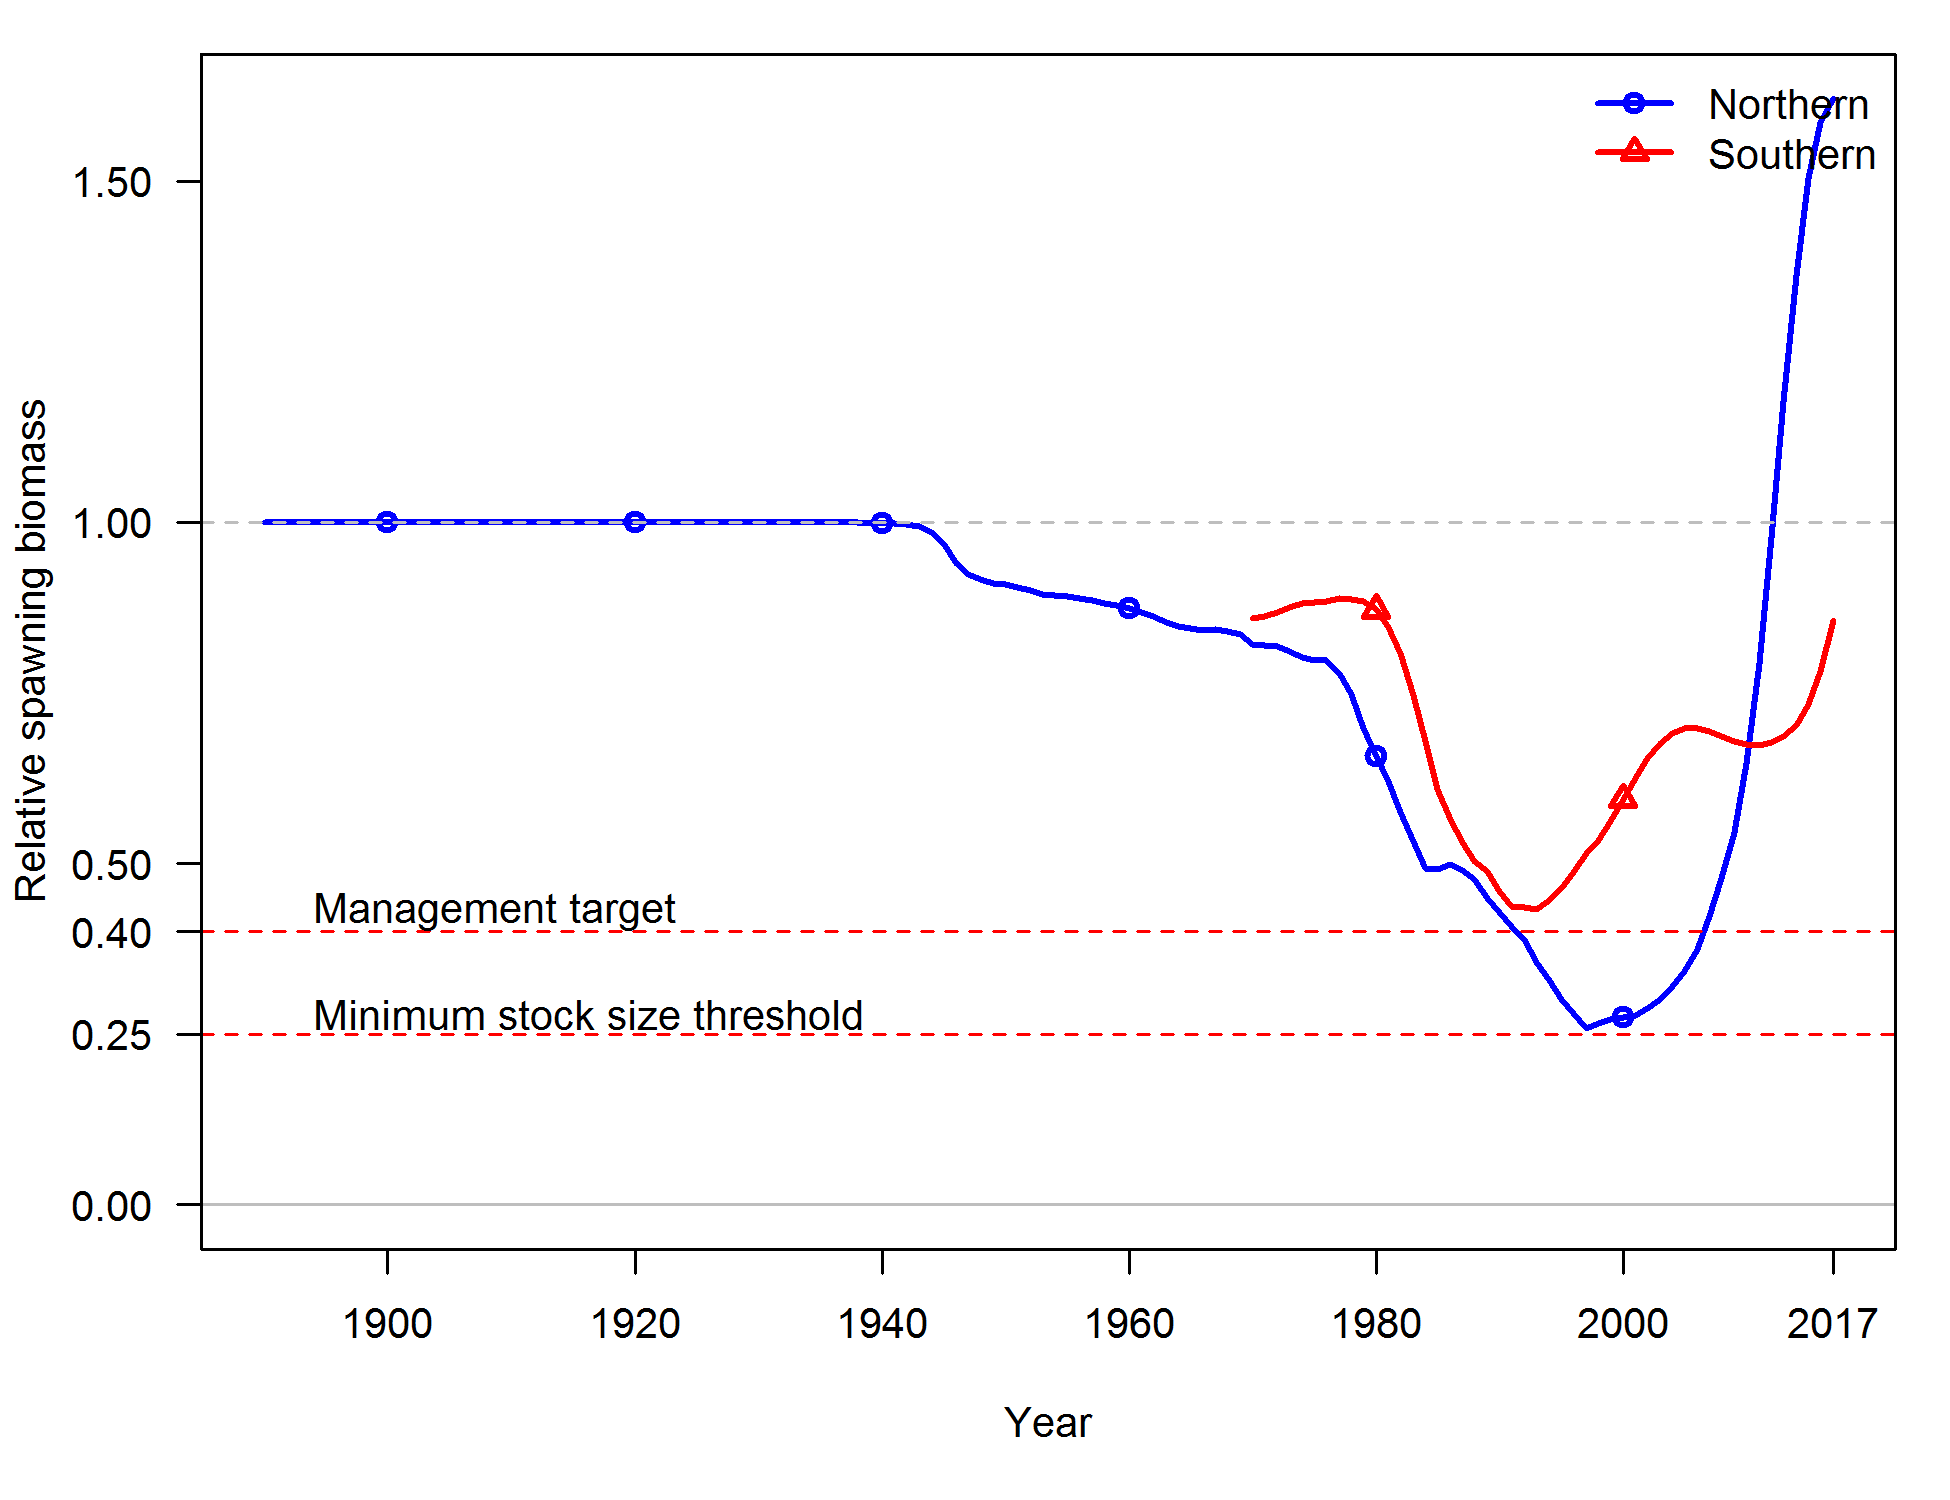 Northern
Southern
1.50
1.00
0.50
0.40
0.25
0.00
Relative spawning biomass
Management target
Minimum stock size threshold
1900 1920 1940 1960 1980 2000 2017
Year